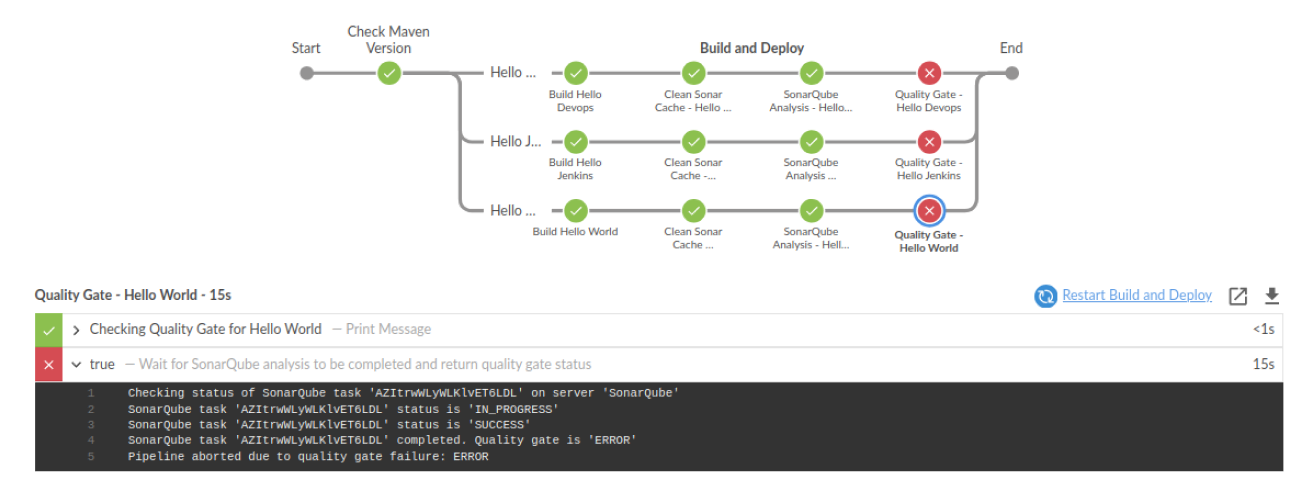 Check Maven
Start Version Build and Deploy End
Hello ...
Build Hello Clean Sonar SonarQube Quality Gate -
Devops Cache - Hello ... Analysis - Hello... Hello Devops
Hello J...
Build Hello Clean Sonar SonarQube Quality Gate -
Jenkins Cache -... Analysis ... Hello Jenkins
Hello ...
Build Hello World Clean Sonar SonarQube Quality Gate -
Cache ... Analysis - Hell... Hello World
Quality Gate - Hello World - 15s Restart Build and Deploy
Checking Quality Gate for Hello World — Print Message <1s
true — Wait for SonarQube analysis to be completed and return quality gate status 15s
1 Checking status of SonarQube task 'AZItrwWLyWLKlvET6LDL' on server 'SonarQube'
2 SonarQube task 'AZItrwWLyWLKlvET6LDL' status is 'IN_PROGRESS'
3 SonarQube task 'AZItrwWLyWLKlvET6LDL' status is 'SUCCESS'
4 SonarQube task 'AZItrwWLyWLKlvET6LDL' completed. Quality gate is 'ERROR'
5 Pipeline aborted due to quality gate failure: ERROR